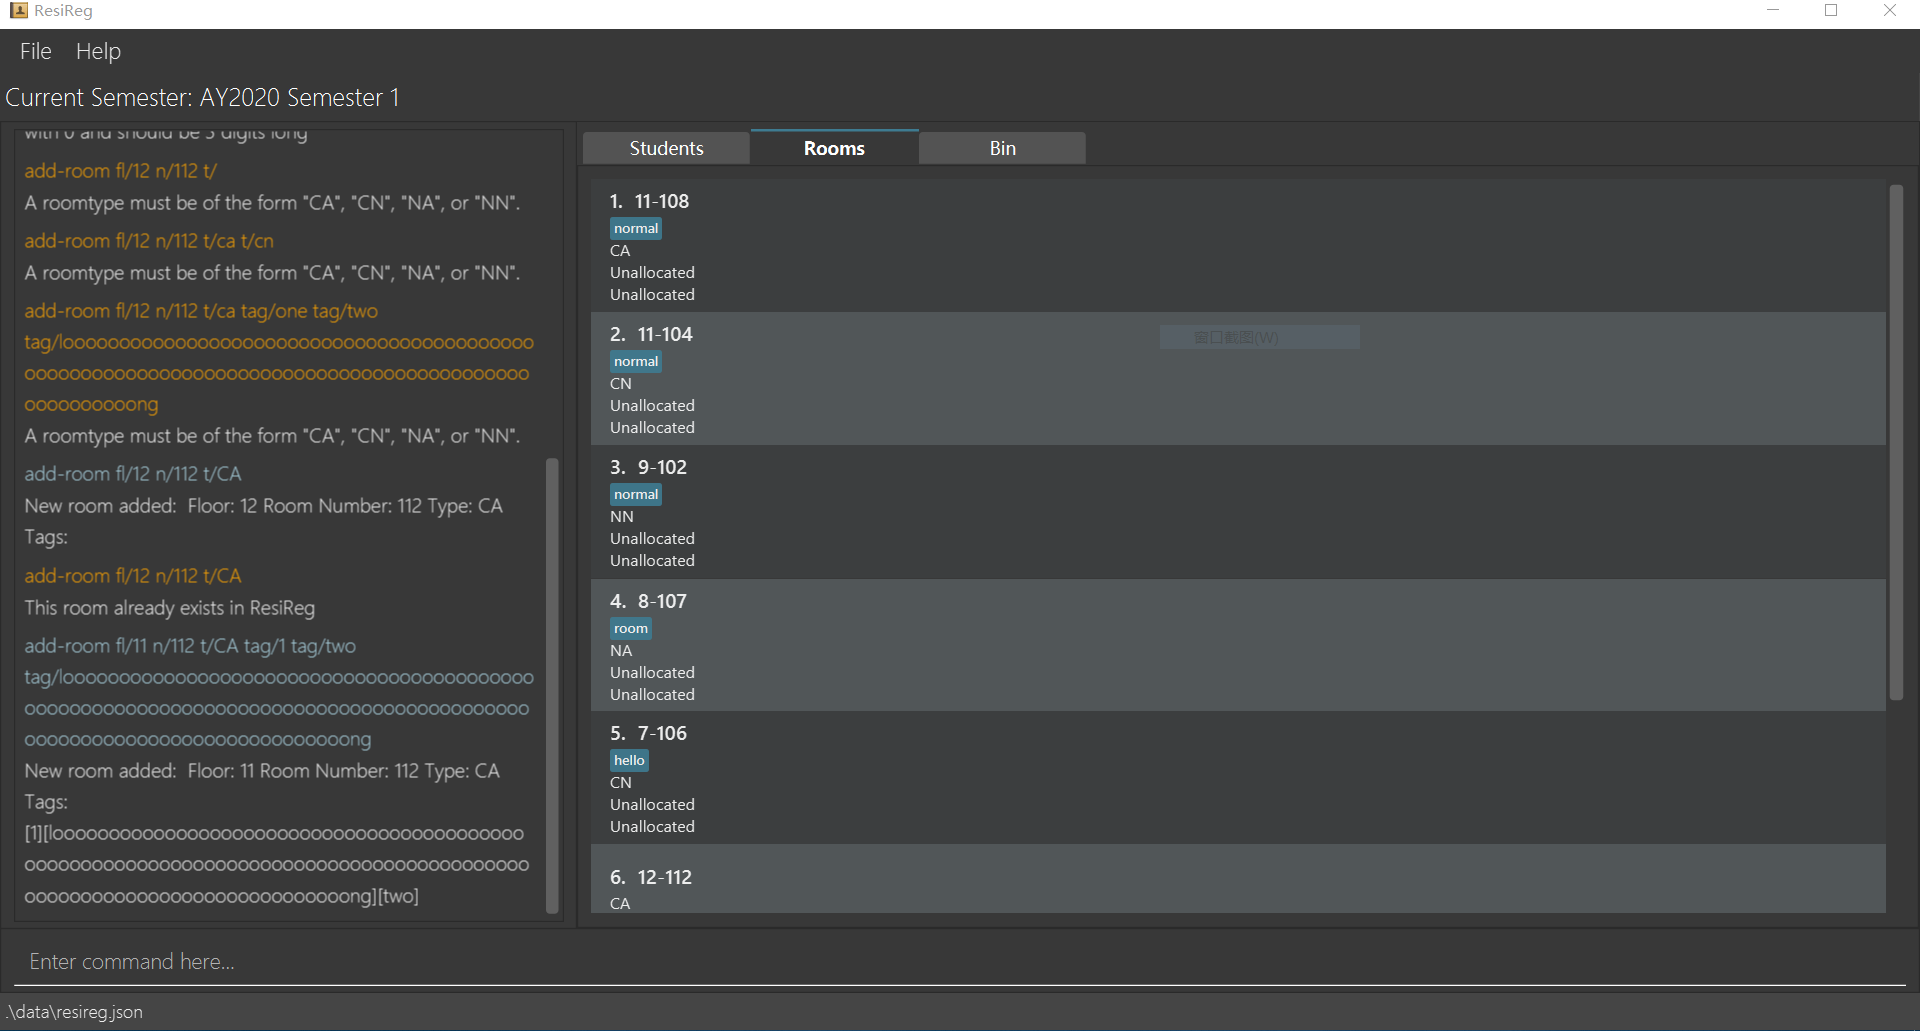 ResiReg
File Help
Current Semester: AY2020 Semester 1
with 0 and should be 3 digits long
add-room fl/12 n/112 t/
A roomtype must be of the form "CA", "CN", "NA", or "NN".
add-room fl/12 n/112 t/ca t/cn
A roomtype must be of the form "CA", "CN", "NA", or "NN".
add-room fl/12 n/112 t/ca tag/one tag/two
A roomtype must be of the form "CA", "CN", "NA", or "NN".
add-room fl/12 n/112 t/CA
New room added:  Floor: 12 Room Number: 112 Type: CA
Tags:
add-room fl/12 n/112 t/CA
This room already exists in ResiReg
add-room fl/11 n/112 t/CA tag/1 tag/two
New room added:  Floor: 11 Room Number: 112 Type: CA
Tags:
Students Rooms Bin
1. 11-108
normal
CA
Unallocated
Unallocated
2. 11-104
窗口截图(W)
normal
CN
Unallocated
Unallocated
3. 9-102
normal
NN
Unallocated
Unallocated
4. 8-107
room
NA
Unallocated
Unallocated
5. 7-106
hello
CN
Unallocated
Unallocated
6. 12-112
CA
Enter command here...
.\data\resireg.json